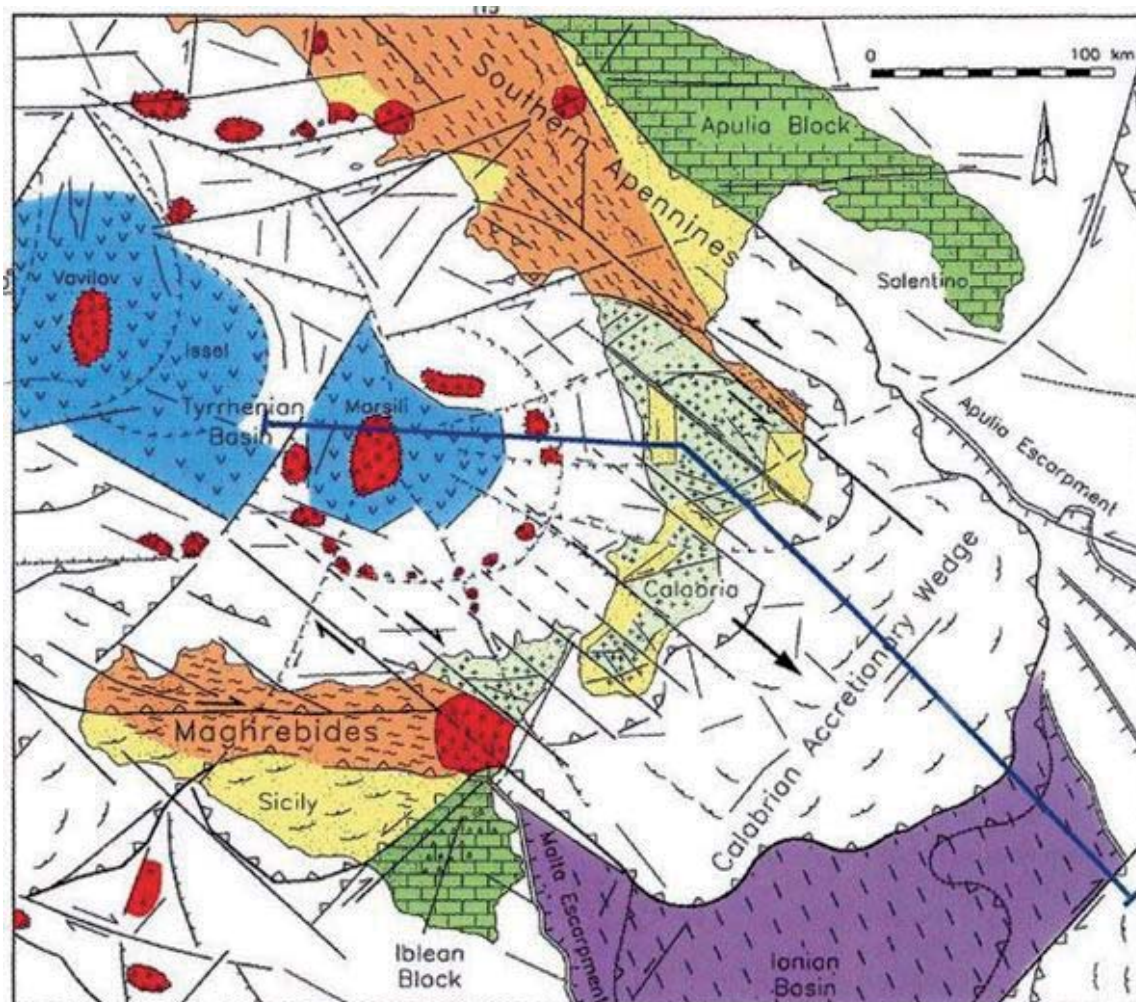 0 100 km
Southern Apennines
Apulia Block
Salentino
Vavilov
Issel
Tyrrhenian
Basin
Marsili
Apulia Escarpment
Calabria
Calabrian Accretionary Wedge
Maghrebides
Sicily
Malta Escarpment
Iblean
Block
Ionian
Basin